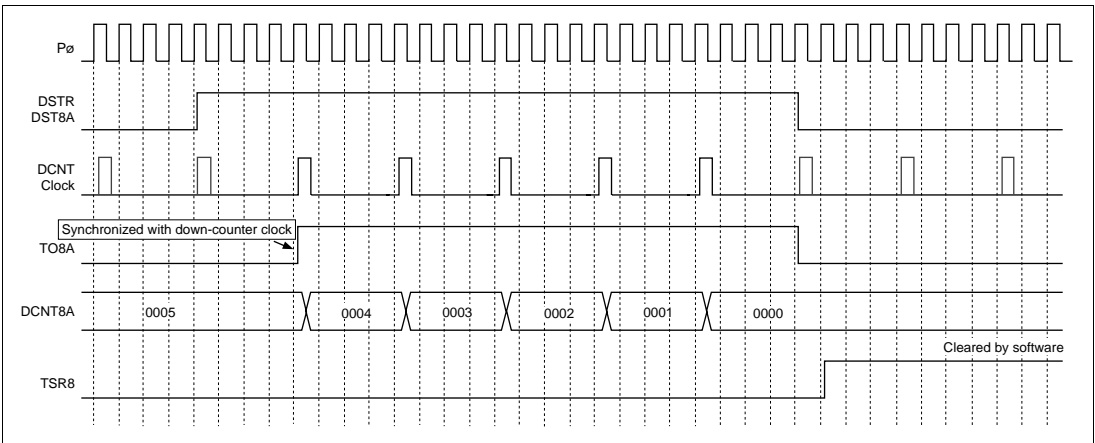 Pø
DSTR
DST8A
DCNT
Clock
Synchronized with down-counter clock
TO8A
DCNT8A
0005
0004
0003
0002
0001
0000
Cleared by software
TSR8